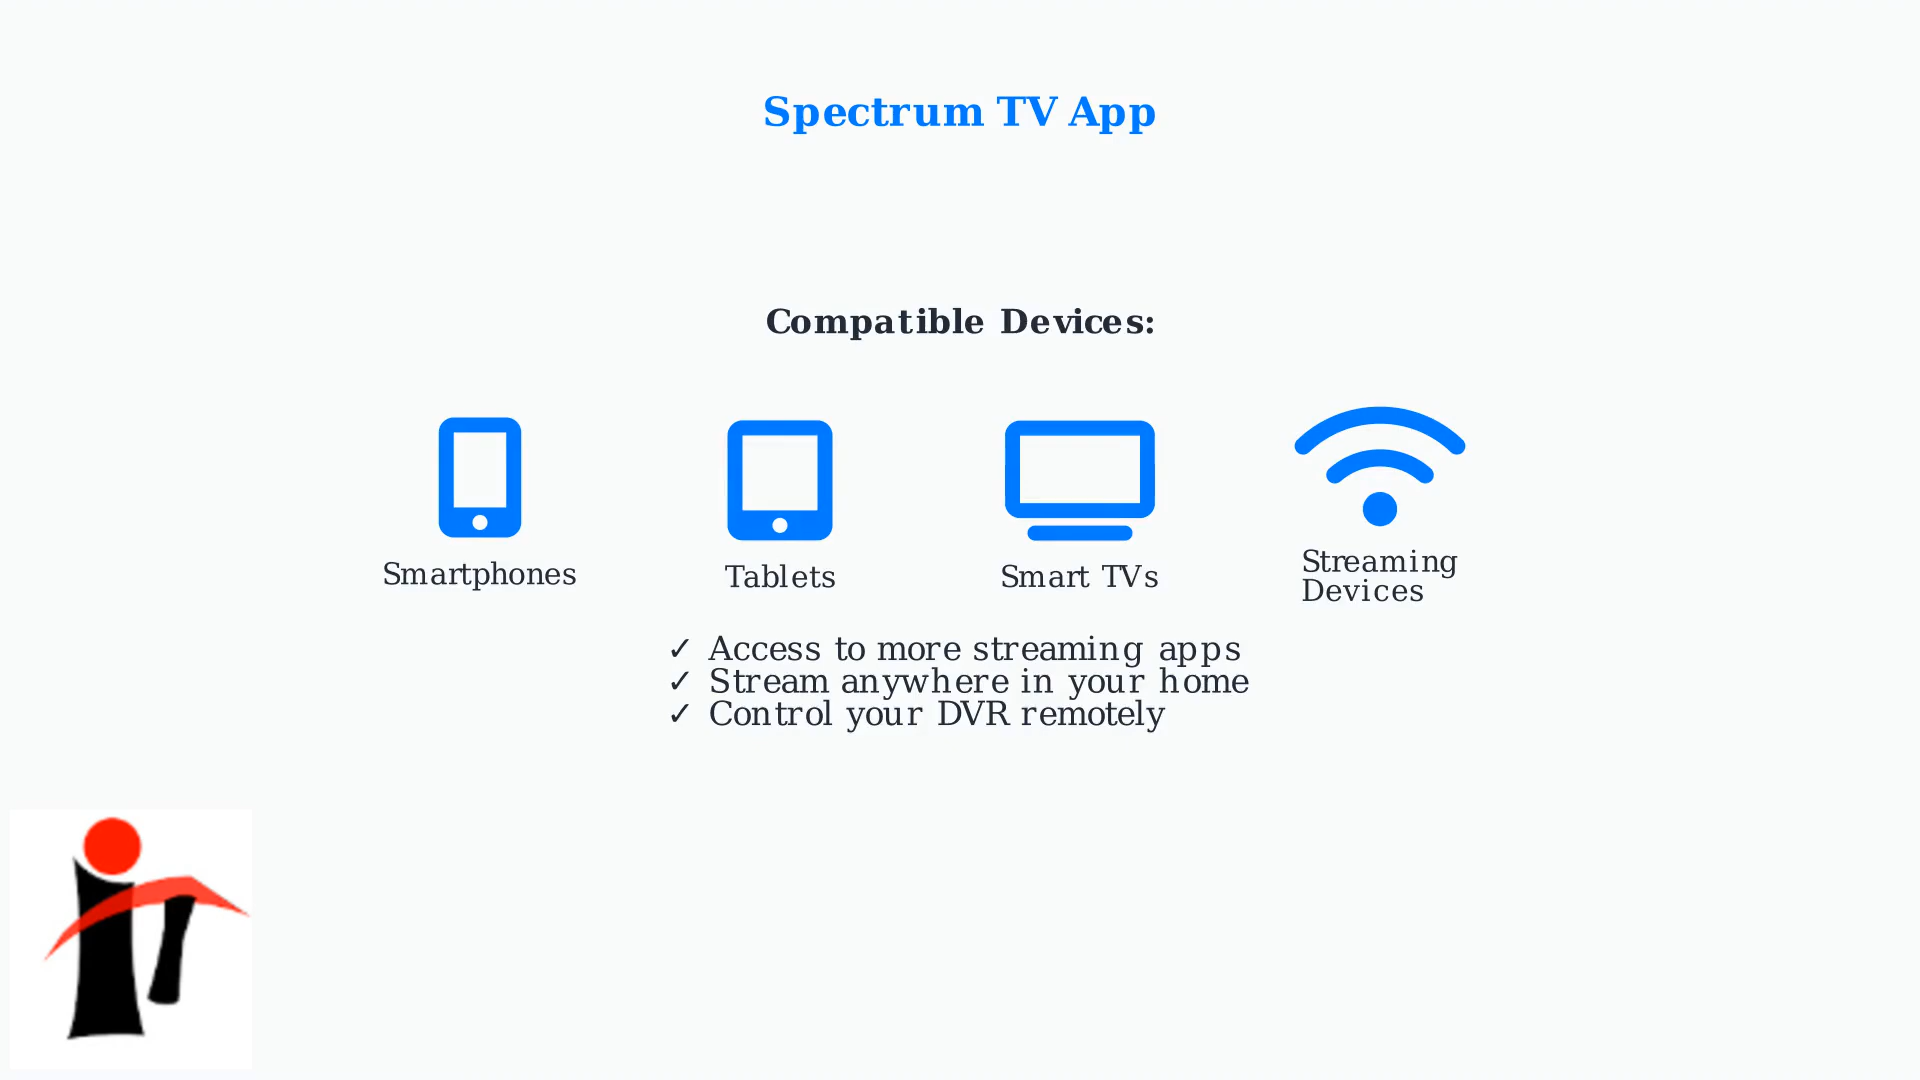 Spectrum TV App
Compatible Devices:
Smartphones
Tablets
Smart TVs
Streaming
Devices
✓ Access to more streaming apps
✓ Stream anywhere in your home
✓ Control your DVR remotely